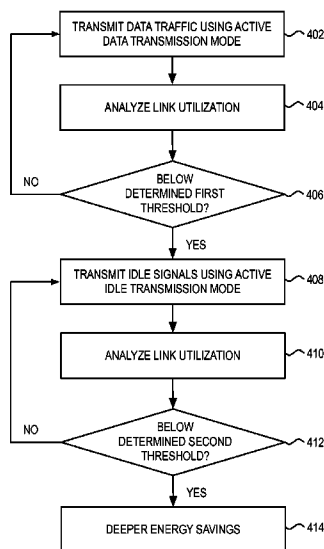 TRANSMIT DATA TRAFFIC USING ACTIVE
DATA TRANSMISSION MODE
402
ANALYZE LINK UTILIZATION
404
NO
BELOW
DETERMINED FIRST
THRESHOLD?
406
YES
TRANSMIT IDLE SIGNALS USING ACTIVE
IDLE TRANSMISSION MODE
408
ANALYZE LINK UTILIZATION
410
NO
BELOW
DETERMINED SECOND
THRESHOLD?
412
YES
DEEPER ENERGY SAVINGS
414